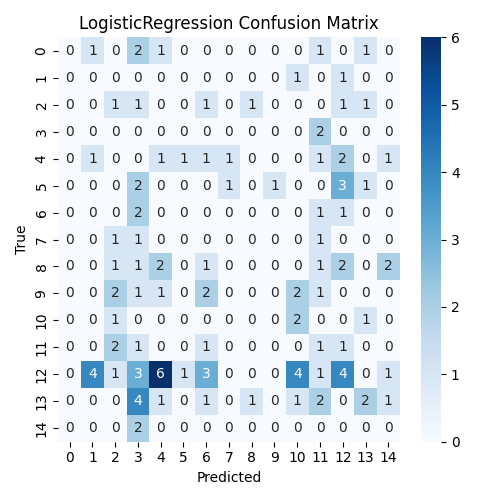 LogisticRegression Confusion Matrix
0 0 1 0 2 1 0 0 0 0 0 0 1 0 1 0
1 0 0 0 0 0 0 0 0 0 0 1 0 1 0 0
2 0 0 1 1 0 0 1 0 1 0 0 0 1 1 0
3 0 0 0 0 0 0 0 0 0 0 0 2 0 0 0
4 0 1 0 0 1 1 1 1 0 0 0 1 2 0 1
5 0 0 0 2 0 0 0 1 0 1 0 0 3 1 0
6 0 0 0 2 0 0 0 0 0 0 0 1 1 0 0
7 0 0 1 1 0 0 0 0 0 0 0 1 0 0 0
8 0 0 1 1 2 0 1 0 0 0 0 1 2 0 2
9 0 0 2 1 1 0 2 0 0 0 2 1 0 0 0
10 0 0 1 0 0 0 0 0 0 0 2 0 0 1 0
11 0 0 2 1 0 0 1 0 0 0 0 1 1 0 0
12 0 4 1 3 6 1 3 0 0 0 4 1 4 0 1
13 0 0 0 4 1 0 1 0 1 0 1 2 0 2 1
14 0 0 0 2 0 0 0 0 0 0 0 0 0 0 0
0 1 2 3 4 5 6 7 8 9 10 11 12 13 14
Predicted
True
6
5
4
3
2
1
0